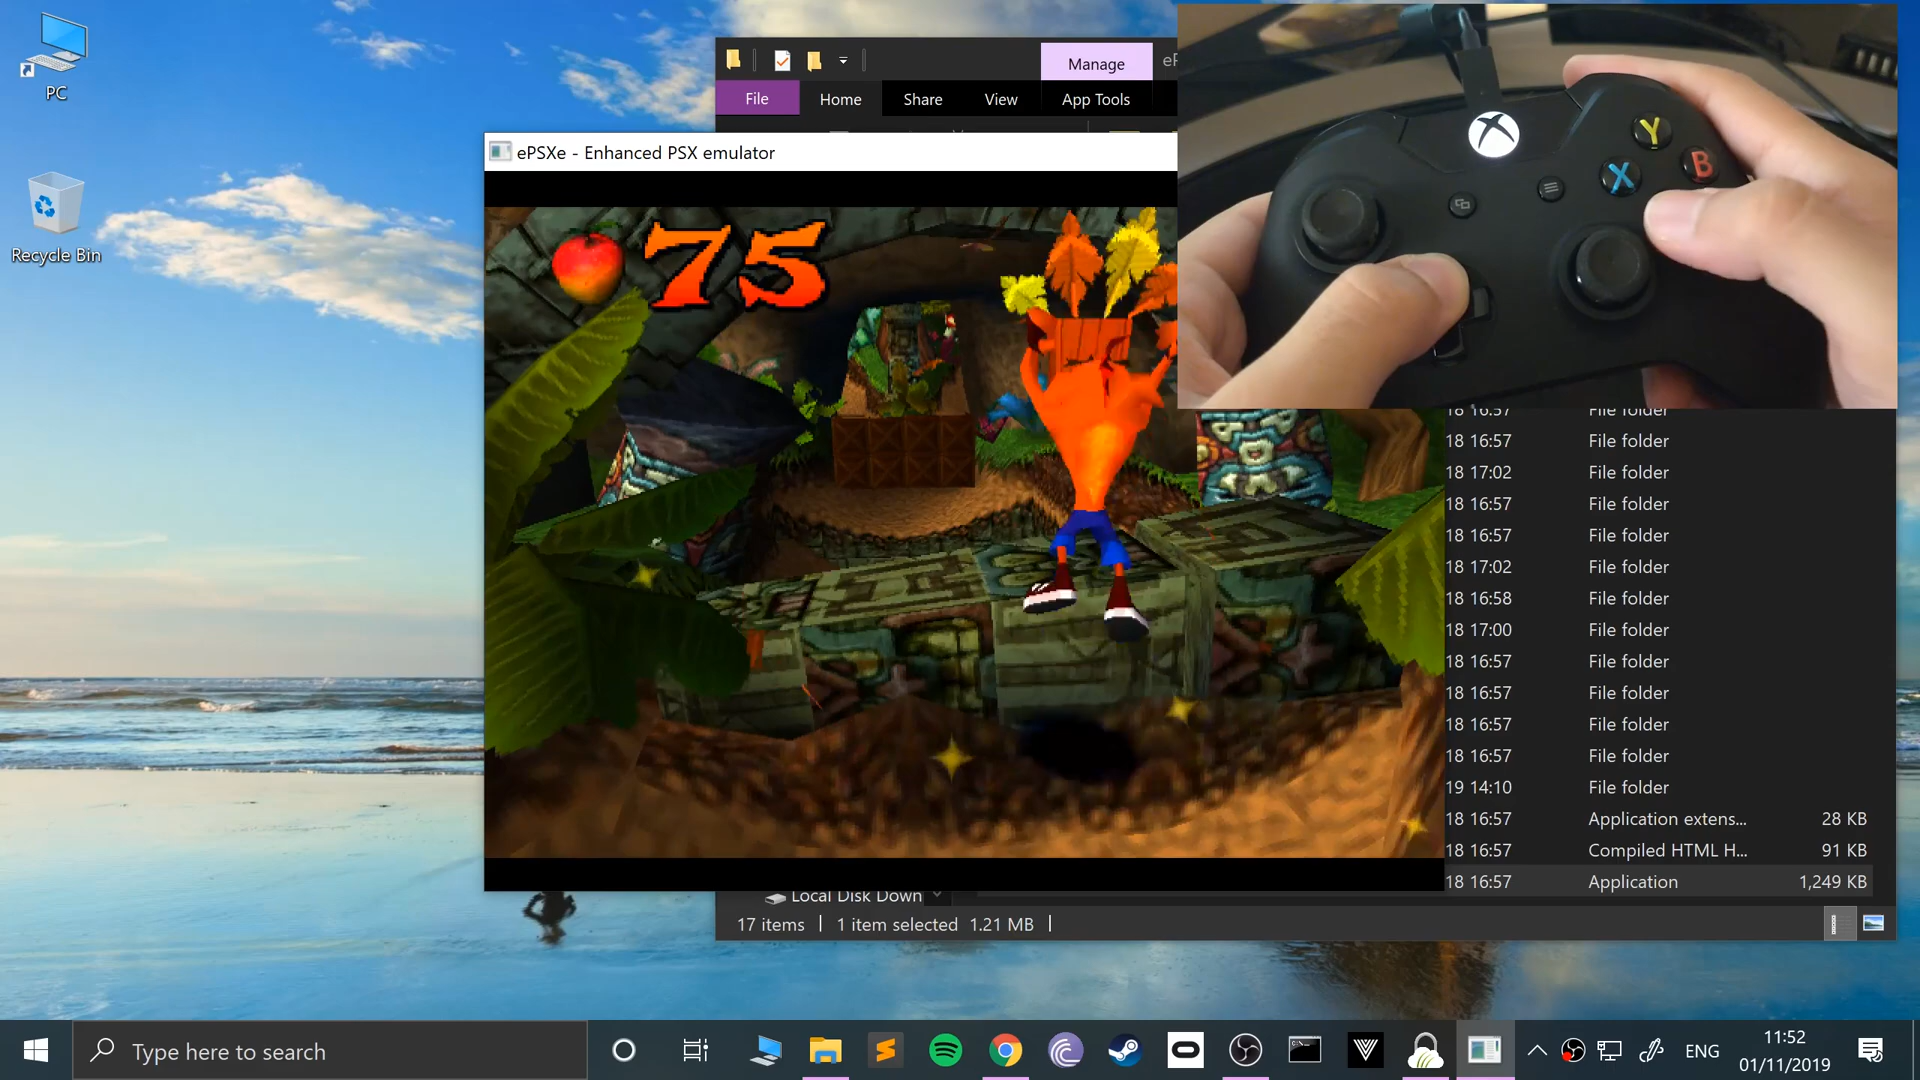 PC
Recycle Bin
Manage
eP
File
Home
Share
View
App Tools
ePSXe - Enhanced PSX emulator
75
Y
B
X
18 16:57 File folder
18 16:57 File folder
18 17:02 File folder
18 16:57 File folder
18 16:57 File folder
18 17:02 File folder
18 16:58 File folder
18 17:00 File folder
18 16:57 File folder
18 16:57 File folder
18 16:57 File folder
18 16:57 File folder
19 14:10 File folder
18 16:57 Application extens... 28 KB
18 16:57 Compiled HTML H... 91 KB
18 16:57 Application 1,249 KB
Local Disk Down
17 items
1 item selected 1.21 MB
Type here to search
ENG
11:52
01/11/2019